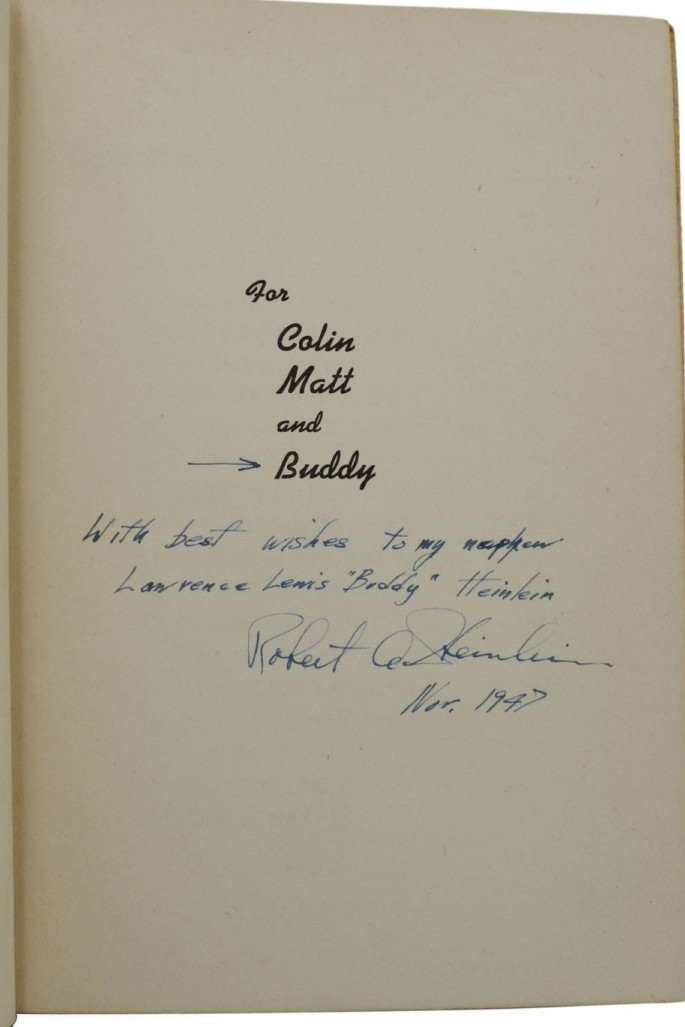 For
Colin
Matt
and
Buddy
With best wishes to my nephew
Lawrence Lewis "Buddy" Heinlein
Robert A. Heinlein
Nov. 1947